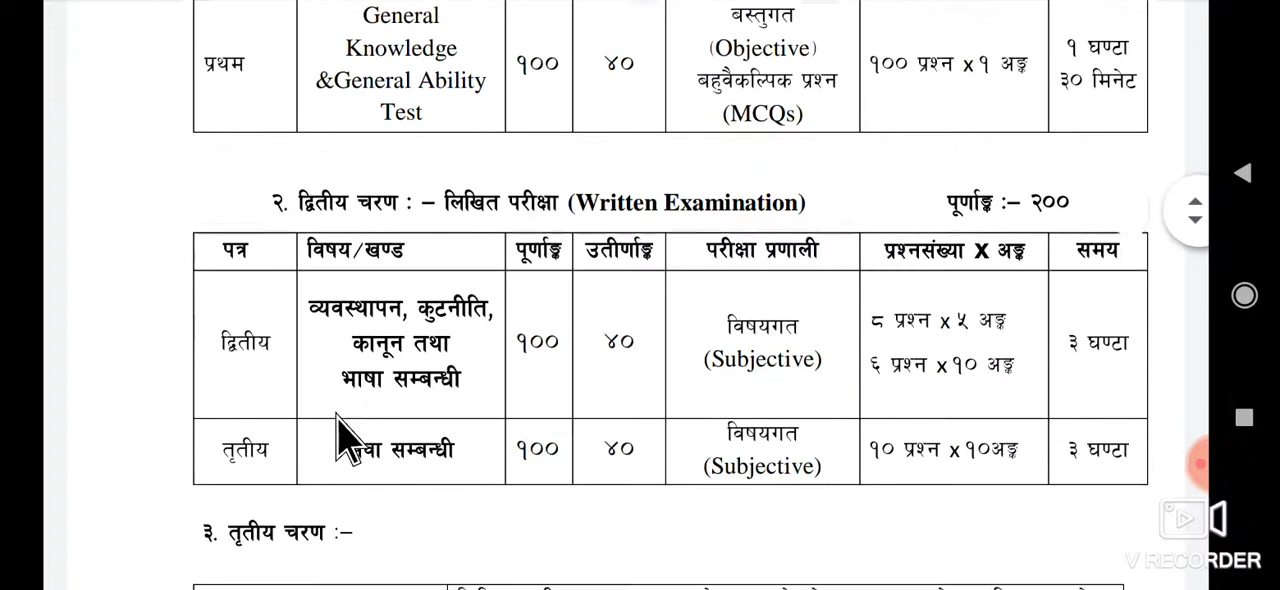 General
Knowledge
&General Ability
Test
प्रथम
१००
४०
बस्तुगत
(Objective)
बहुवैकल्पिक प्रश्न
(MCQs)
१०० प्रश्न x १ अङ्क
१ घण्टा
३० मिनेट
२. द्वितीय चरण : – लिखित परीक्षा (Written Examination)
पूर्णाङ्क :– २००
पत्र
विषय/खण्ड
पूर्णाङ्क
उतीर्णाङ्क
परीक्षा प्रणाली
प्रश्नसंख्या X अङ्क
समय
द्वितीय
व्यवस्थापन, कुटनीति,
कानून तथा
भाषा सम्बन्धी
१००
४०
विषयगत
(Subjective)
८ प्रश्न x ५ अङ्क
६ प्रश्न x १० अङ्क
३ घण्टा
तृतीय
सम्बन्धी
१००
४०
विषयगत
(Subjective)
१० प्रश्न x १०अङ्क
३ घण्टा
३. तृतीय चरण :–
V RECORDER